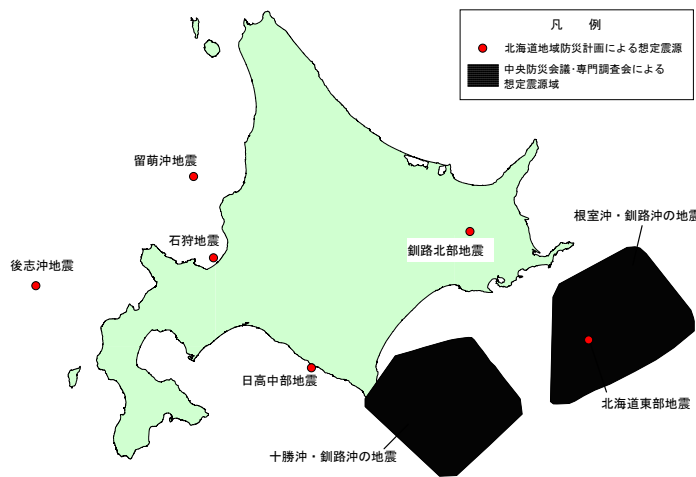 凡 例
北海道地域防災計画による想定震源
中央防災会議・専門調査会による
想定震源域
留萌沖地震
石狩地震
後志沖地震
釧路北部地震
根室沖・釧路沖の地震
日高中部地震
北海道東部地震
十勝沖・釧路沖の地震